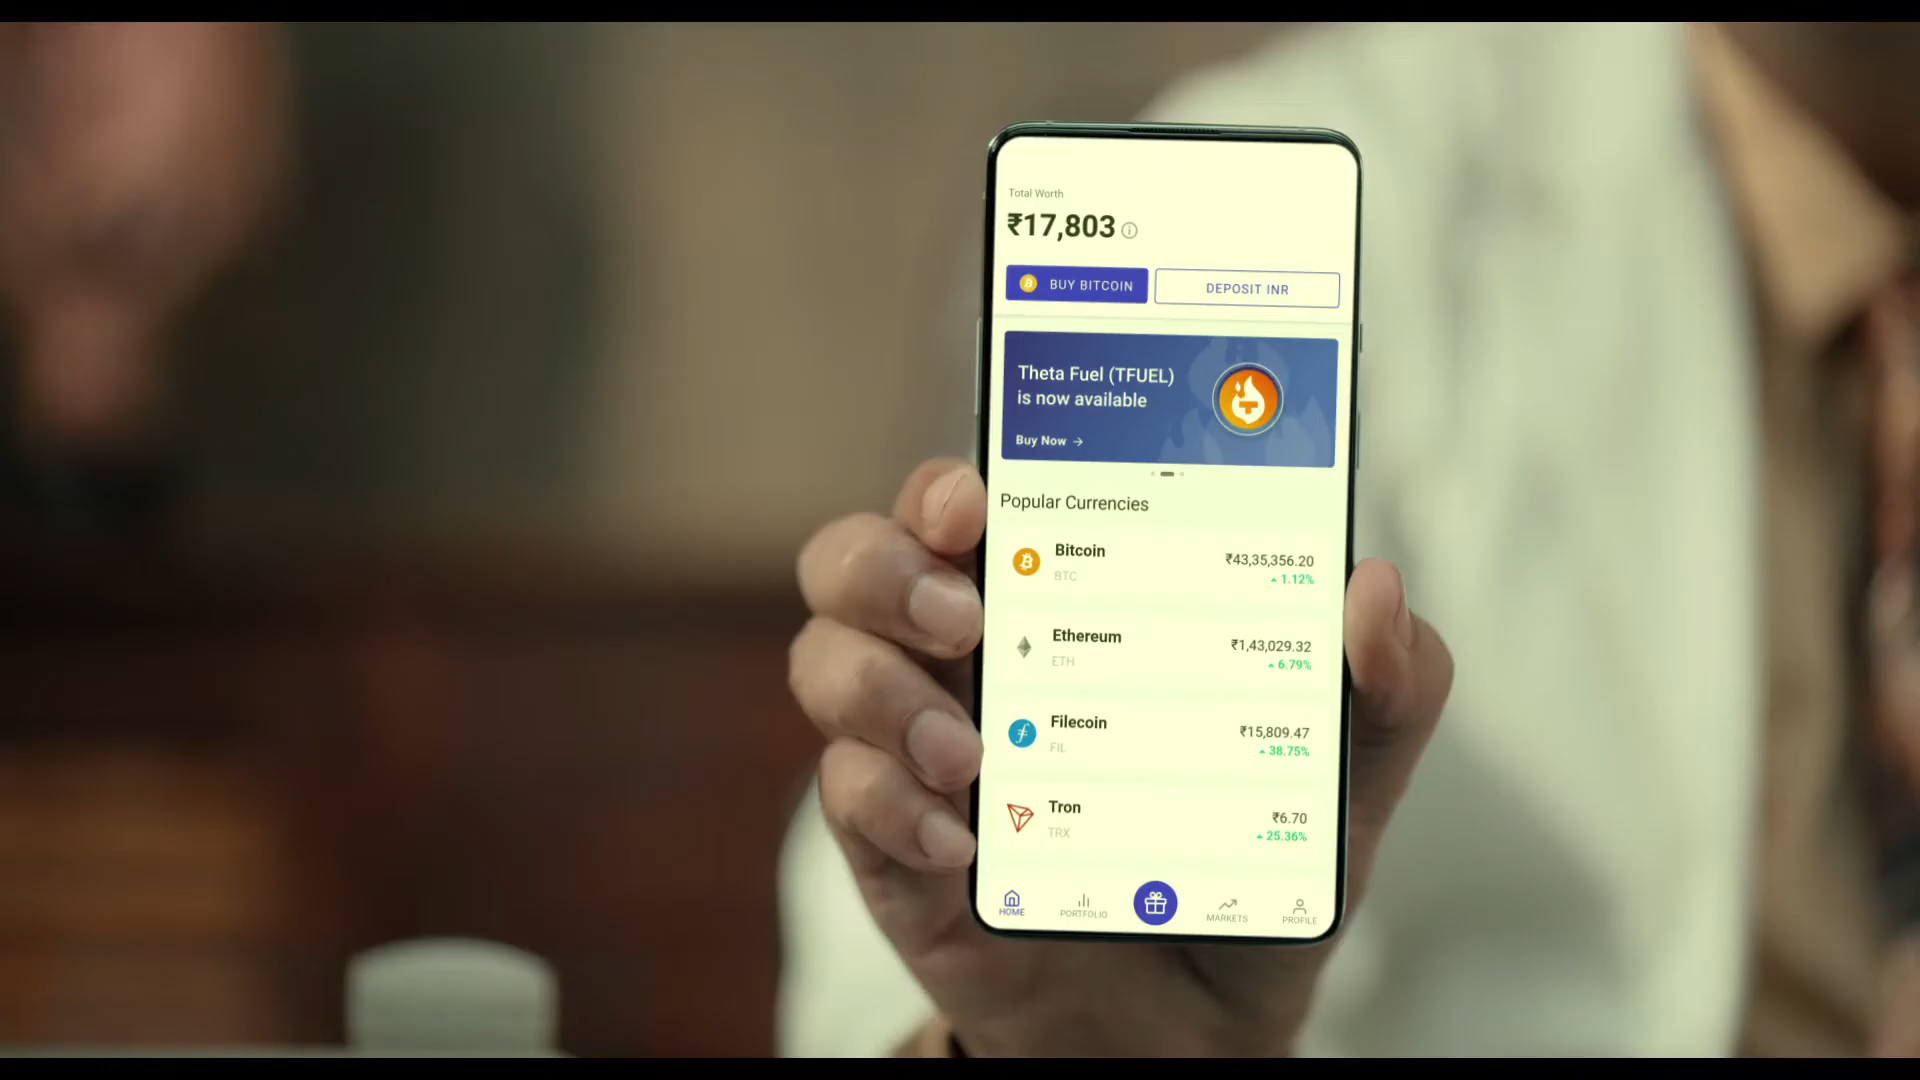 Total Worth
₹17,803
BUY BITCOIN
DEPOSIT INR
Theta Fuel (TFUEL)
is now available
Buy Now →
Popular Currencies
Bitcoin
₹43,35,356.20
BTC
1.12%
Ethereum
₹1,43,029.32
ETH
6.79%
Filecoin
₹15,809.47
FIL
38.75%
Tron
₹6.70
TRX
25.36%
HOME
PORTFOLIO
MARKETS
PROFILE